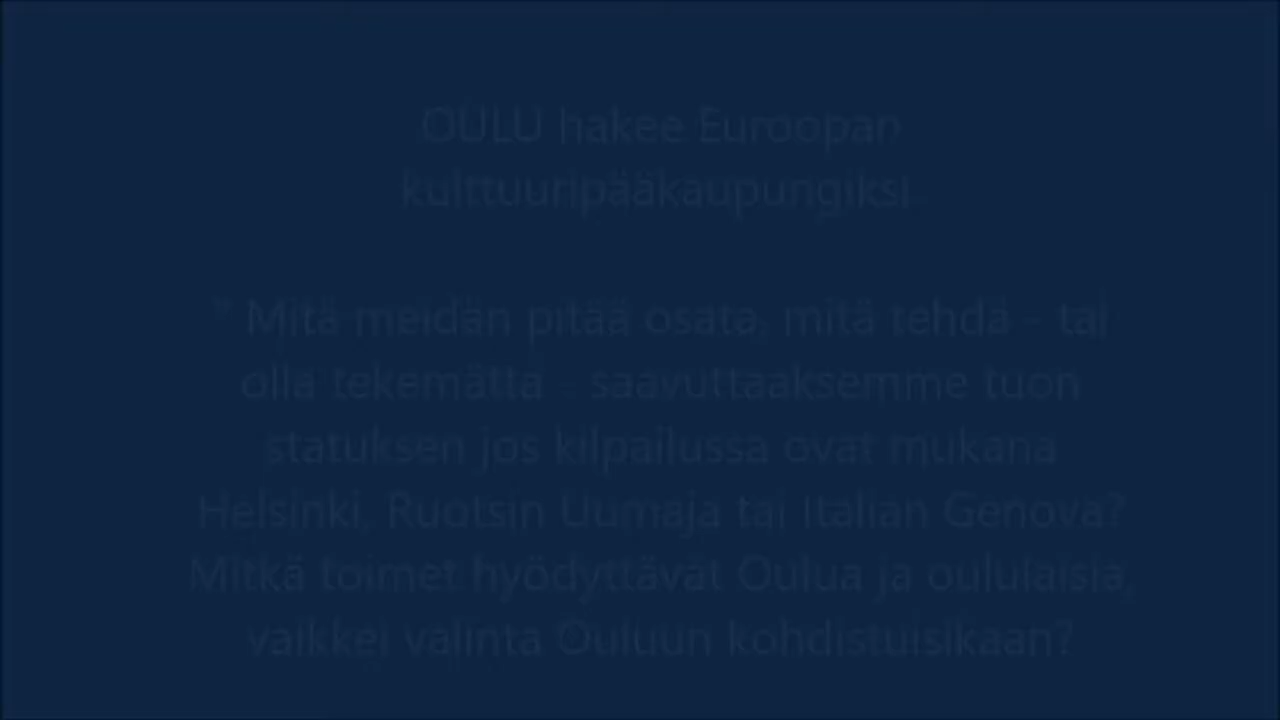 OULU hakee Euroopan
kulttuuripääkaupungiksi
" Mitä meidän pitää osata, mitä tehdä - tai
olla tekemättä - saavuttaaksemme tuon
statuksen jos kilpailussa ovat mukana
Helsinki, Ruotsin Uumaja tai Italian Genova?
Mitkä toimet hyödyttävät Oulua ja oululaisia,
vaikkei valinta Ouluun kohdistuisikaan?